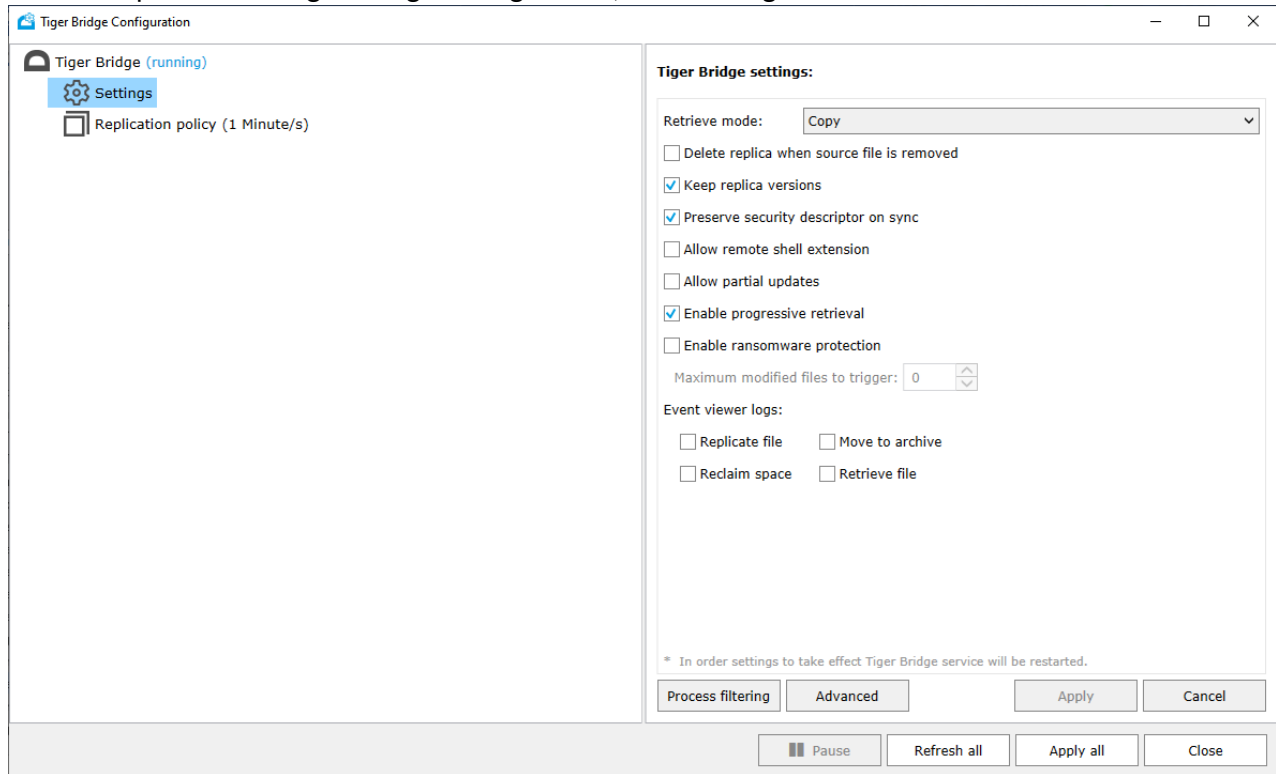 Tiger Bridge Configuration
Tiger Bridge (running)
Settings
Replication policy (1 Minute/s)
Tiger Bridge settings:
Retrieve mode: Copy
Delete replica when source file is removed
Keep replica versions
Preserve security descriptor on sync
Allow remote shell extension
Allow partial updates
Enable progressive retrieval
Enable ransomware protection
Maximum modified files to trigger: 0
Event viewer logs:
Replicate file Move to archive
Reclaim space Retrieve file
* In order settings to take effect Tiger Bridge service will be restarted.
Process filtering Advanced Apply Cancel
Pause Refresh all Apply all Close